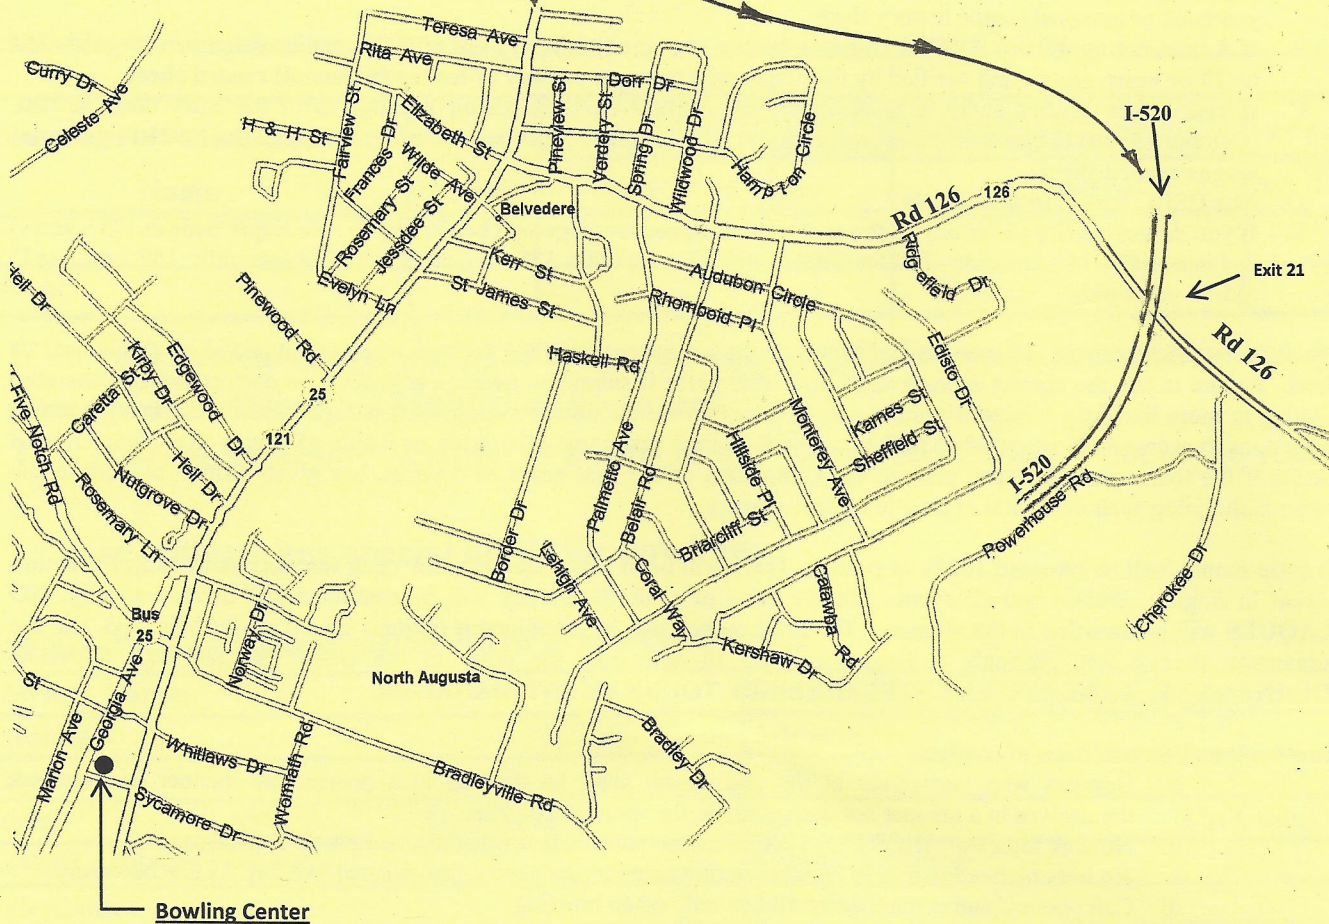 Teresa Ave
Rita Ave
Curry Dr
Celeste Ave
Dorr Dr
Elizabeth St
H & H St
Fairview St
Frances Dr
Wilde Ave
Pineview St
Verdery St
Spring Dr
Wildwood Dr
Hampton Circle
I-520
Rd 126
126
Belvedere
Rosemary St
Jessdee St
Kerr St
Evelyn Ln
St James St
Audubon Circle
Rhomboid Pl
Ridgefield Dr
Exit 21
Rd 126
Edisto Dr
Pinewood Rd
Haskell Rd
25
121
Kirby Dr
Edgewood Dr
Caretta St
Five Notch Rd
Hell Dr
Nutgrove Dr
Rosemary Ln
Karnes St
Sheffield St
Monterey Ave
Hillside Pl
Palmetto Ave
Belair Rd
Briarcliff St
Border Dr
Lehigh Ave
Coral Way
I-520
Powerhouse Rd
Cherokee Dr
Catawba Rd
Kershaw Dr
Bus
25
Norway Dr
North Augusta
St
Georgia Ave
Marion Ave
Whitlaws Dr
Womrath Rd
Bradleyville Rd
Bradley Dr
Sycamore Dr
Bowling Center